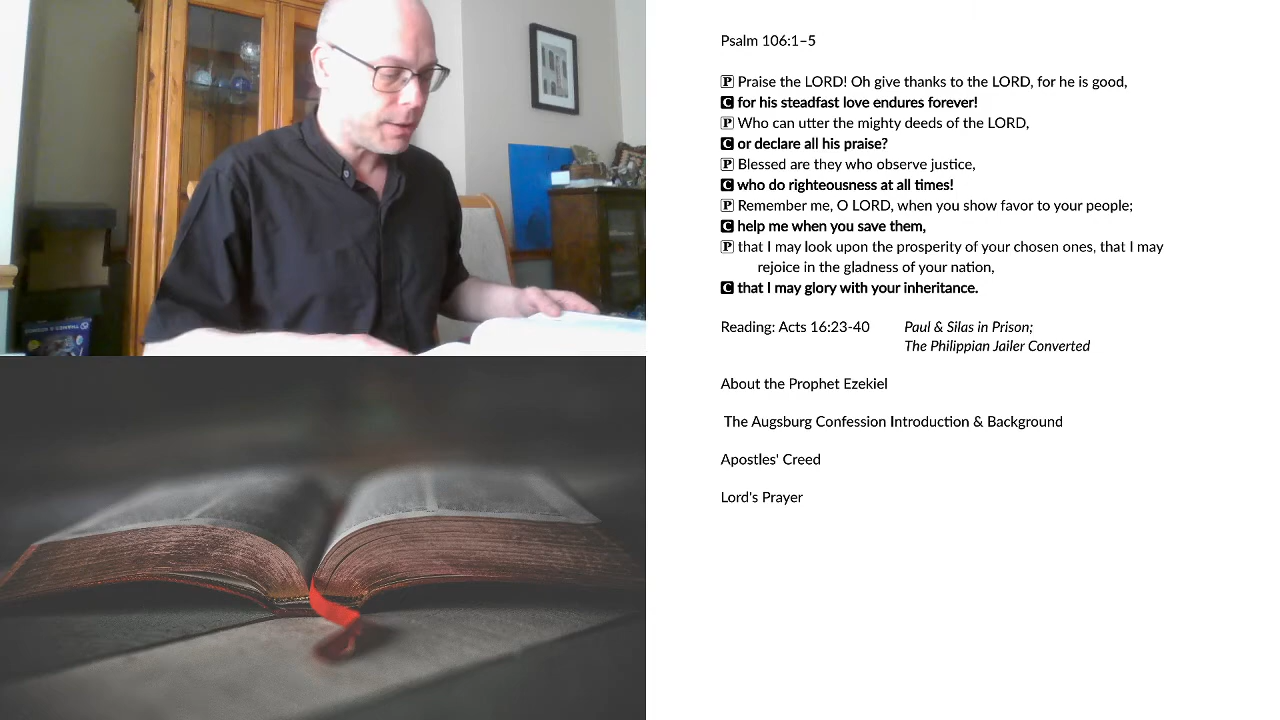 Psalm 106:1–5
P Praise the LORD! Oh give thanks to the LORD, for he is good,
C for his steadfast love endures forever!
P Who can utter the mighty deeds of the LORD,
C or declare all his praise?
P Blessed are they who observe justice,
C who do righteousness at all times!
P Remember me, O LORD, when you show favor to your people;
C help me when you save them,
P that I may look upon the prosperity of your chosen ones, that I may
rejoice in the gladness of your nation,
C that I may glory with your inheritance.
Reading: Acts 16:23-40 Paul & Silas in Prison;
The Philippian Jailer Converted
About the Prophet Ezekiel
The Augsburg Confession Introduction & Background
Apostles' Creed
Lord's Prayer